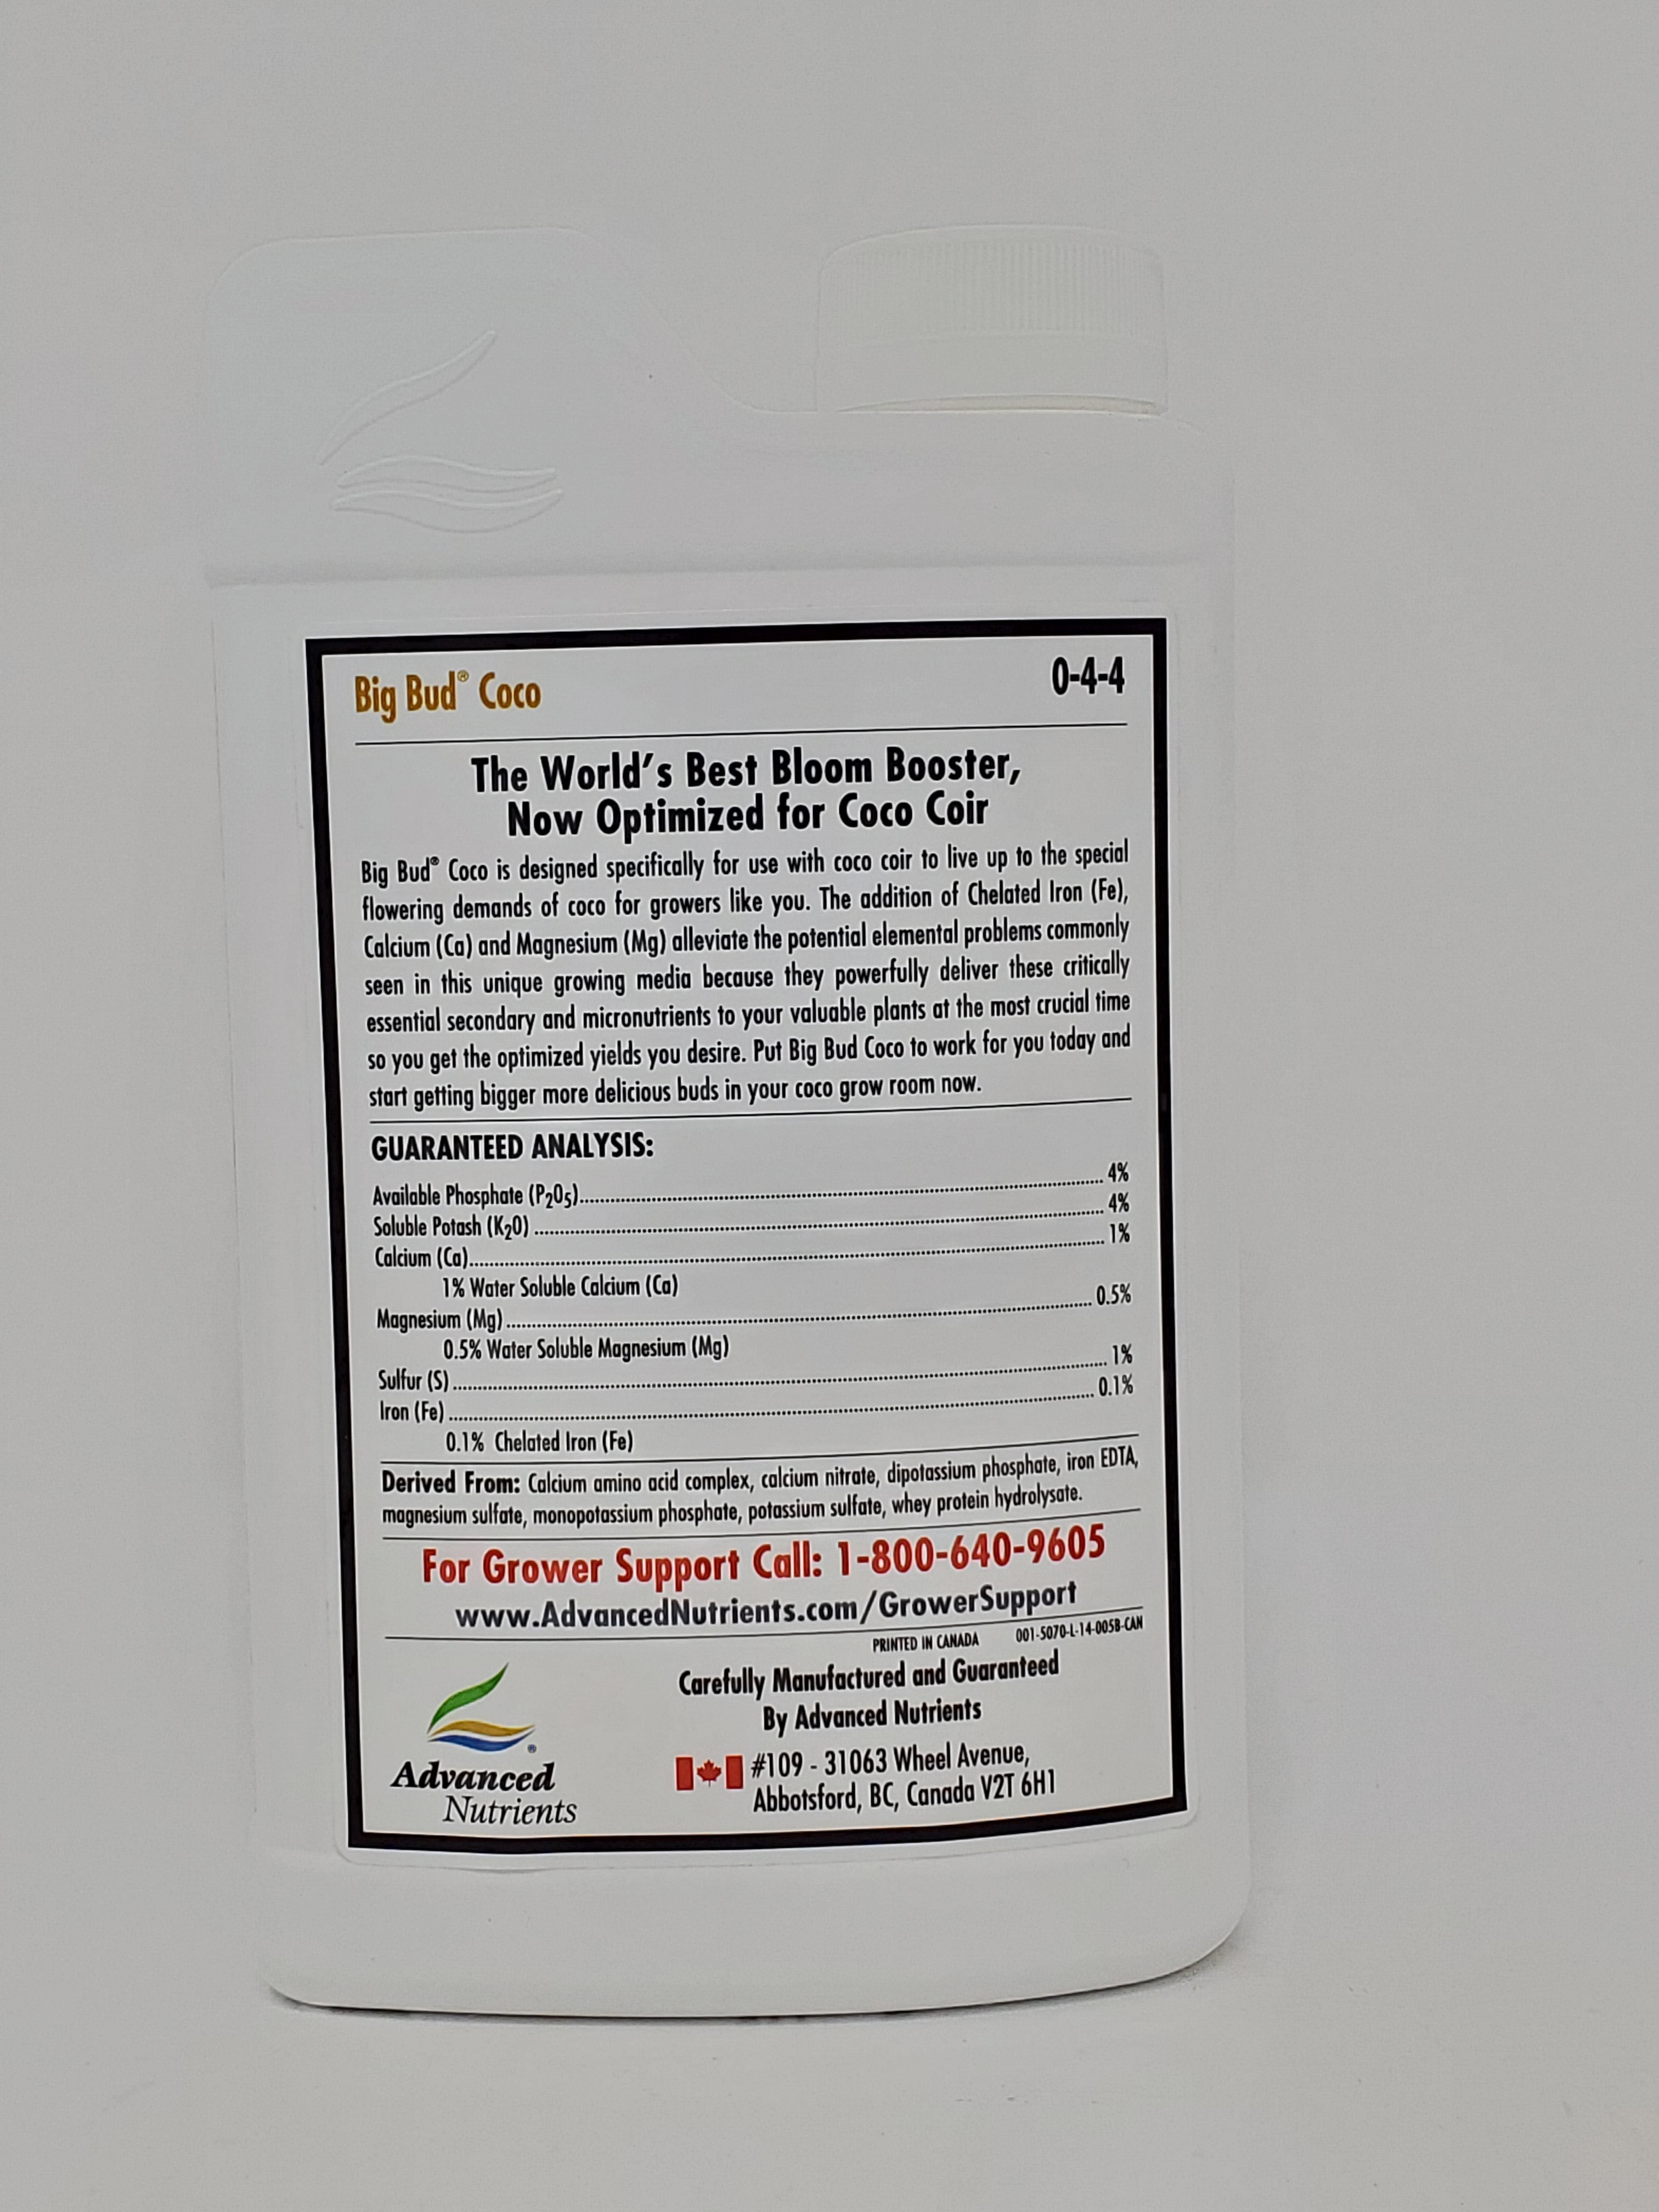 Big Bud® Coco 0-4-4
The World's Best Bloom Booster,
Now Optimized for Coco Coir
Big Bud® Coco is designed specifically for use with coco coir to live up to the special
flowering demands of coco for growers like you. The addition of Chelated Iron (Fe),
Calcium (Ca) and Magnesium (Mg) alleviate the potential elemental problems commonly
seen in this unique growing media because they powerfully deliver these critically
essential secondary and micronutrients to your valuable plants at the most crucial time
so you get the optimized yields you desire. Put Big Bud Coco to work for you today and
start getting bigger more delicious buds in your coco grow room now.
GUARANTEED ANALYSIS:
Available Phosphate (P₂O₅)........................4%
Soluble Potash (K₂O)........................4%
Calcium (Ca)........................1%
1% Water Soluble Calcium (Ca)
Magnesium (Mg)........................0.5%
0.5% Water Soluble Magnesium (Mg)
Sulfur (S)........................1%
Iron (Fe)........................0.1%
0.1% Chelated Iron (Fe)
Derived From: Calcium amino acid complex, calcium nitrate, dipotassium phosphate, iron EDTA,
magnesium sulfate, monopotassium phosphate, potassium sulfate, whey protein hydrolysate.
For Grower Support Call: 1-800-640-9605
www.AdvancedNutrients.com/GrowerSupport
PRINTED IN CANADA 001-5070-L-14-005B-CAN
Carefully Manufactured and Guaranteed
By Advanced Nutrients
#109 - 31063 Wheel Avenue,
Abbotsford, BC, Canada V2T 6H1
®
Advanced
Nutrients